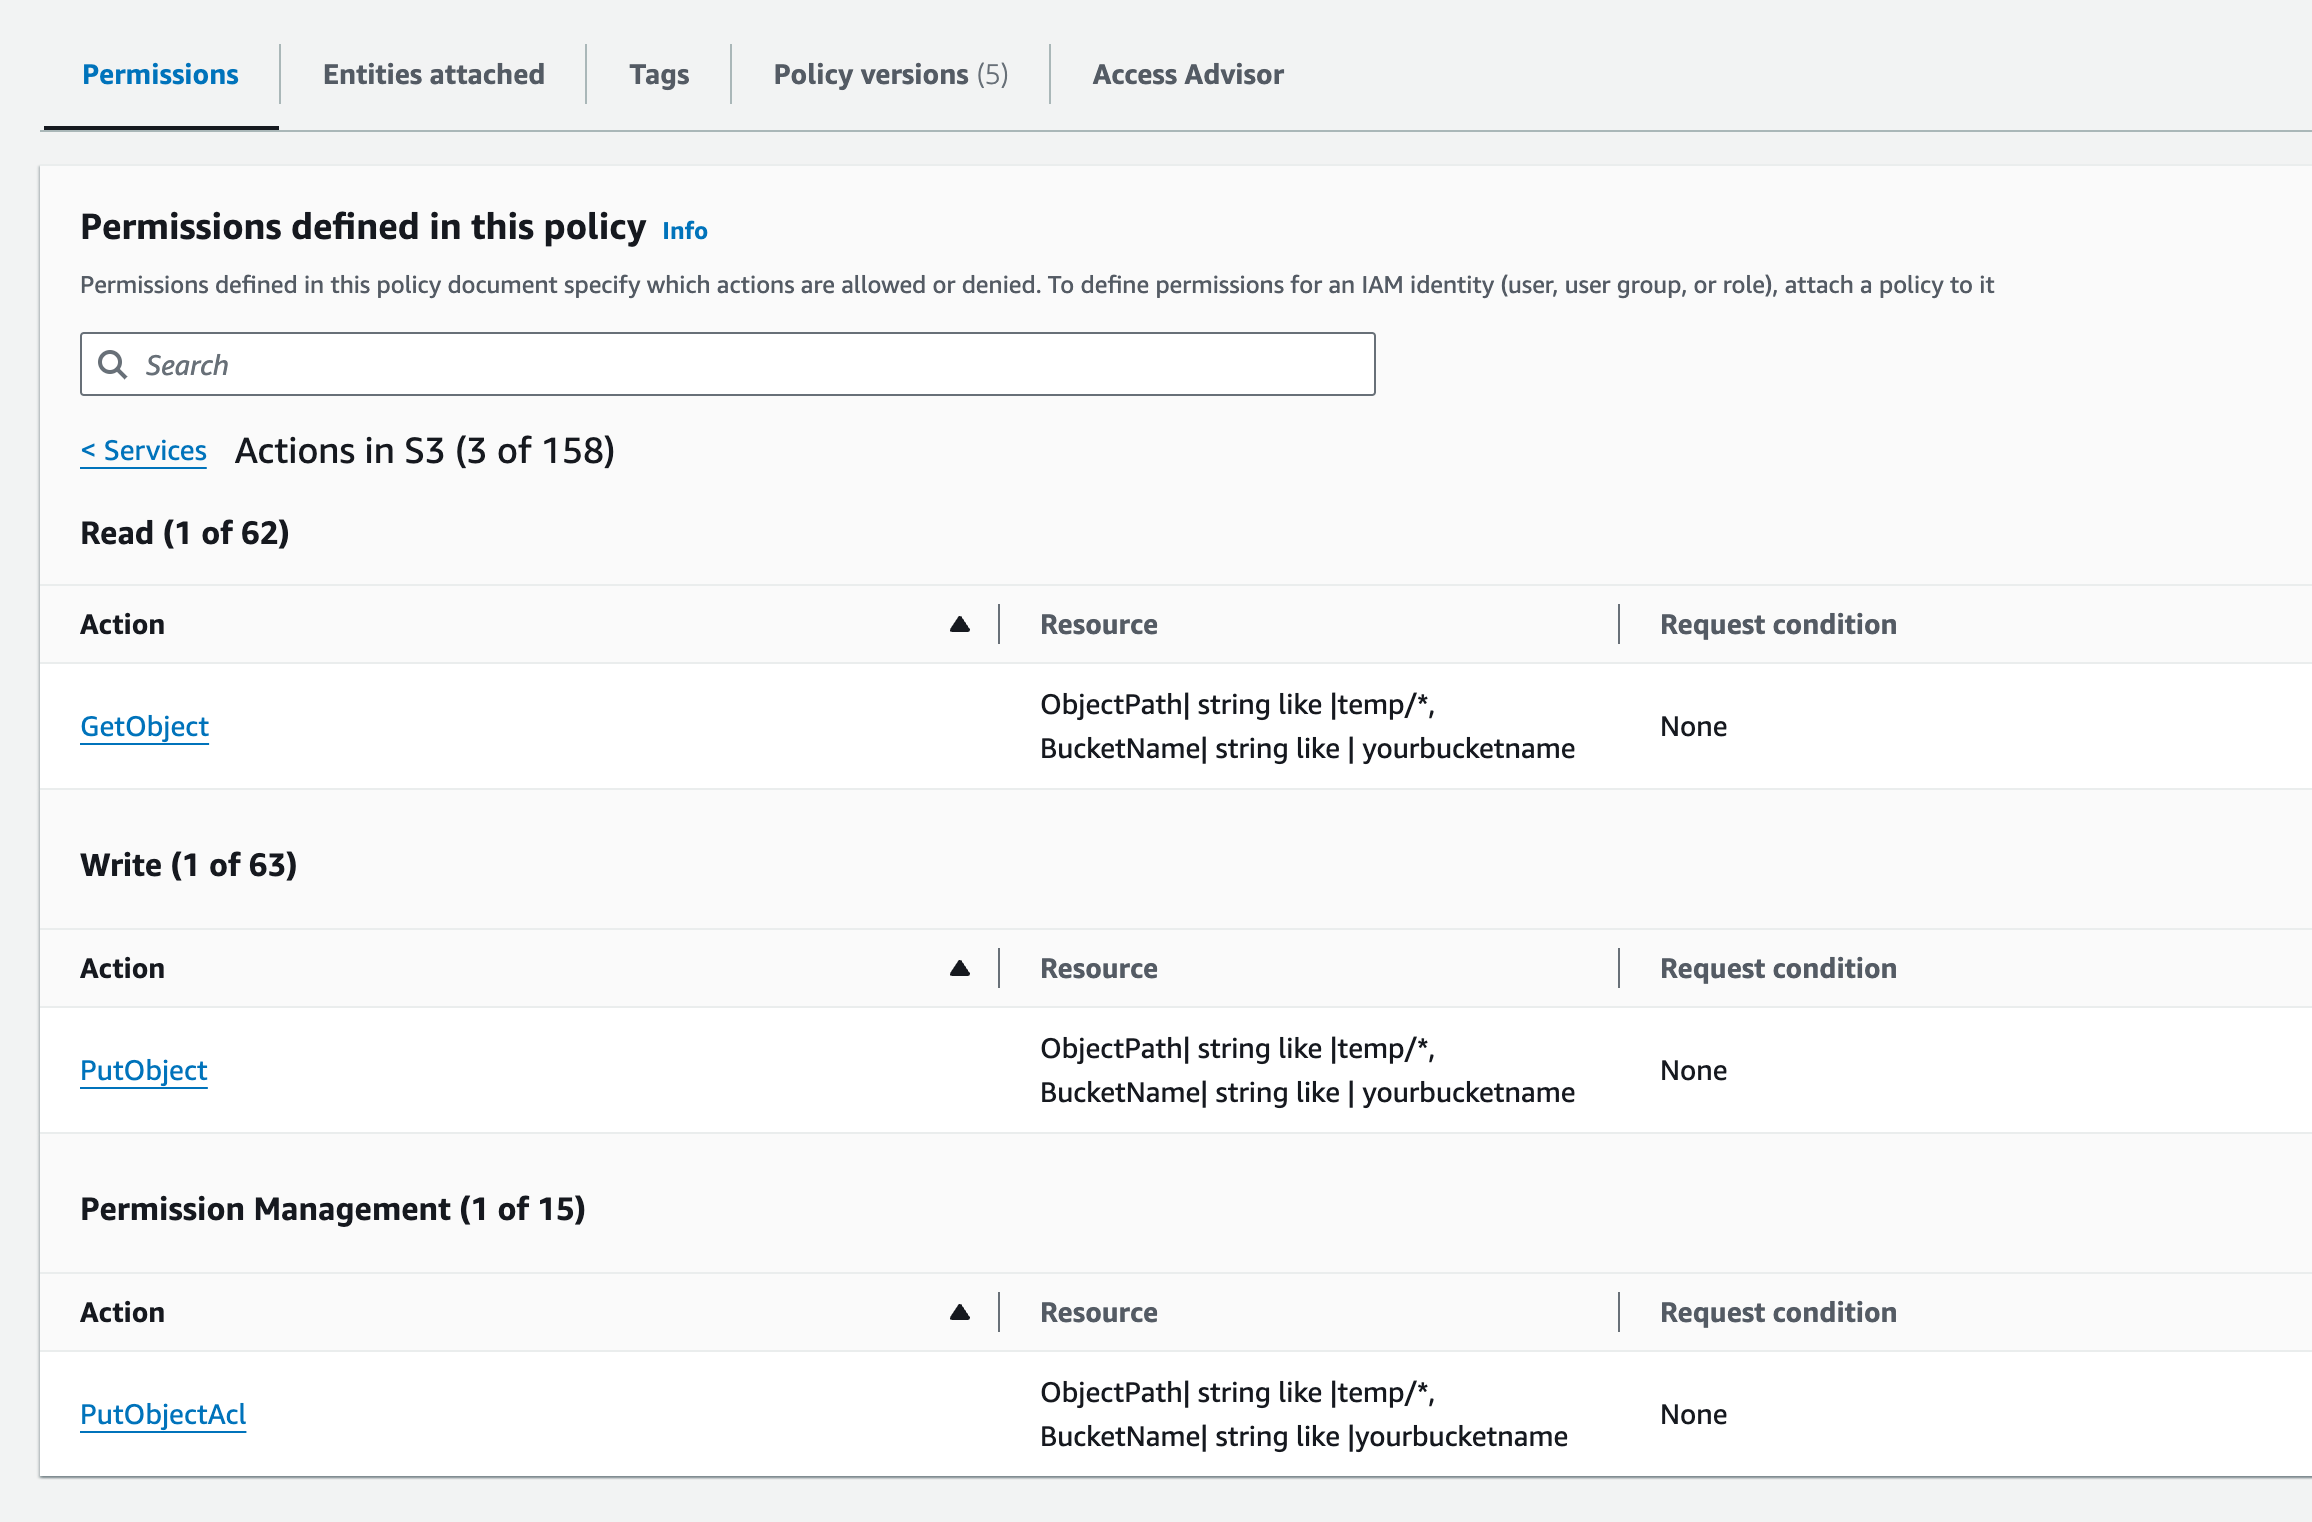 Permissions
Entities attached
Tags
Policy versions (5)
Access Advisor
Permissions defined in this policy Info
Permissions defined in this policy document specify which actions are allowed or denied. To define permissions for an IAM identity (user, user group, or role), attach a policy to it
Search
< Services Actions in S3 (3 of 158)
Read (1 of 62)
Action Resource Request condition
GetObject
ObjectPath| string like |temp/*,
BucketName| string like | yourbucketname
None
Write (1 of 63)
Action Resource Request condition
PutObject
ObjectPath| string like |temp/*,
BucketName| string like | yourbucketname
None
Permission Management (1 of 15)
Action Resource Request condition
PutObjectAcl
ObjectPath| string like |temp/*,
BucketName| string like |yourbucketname
None